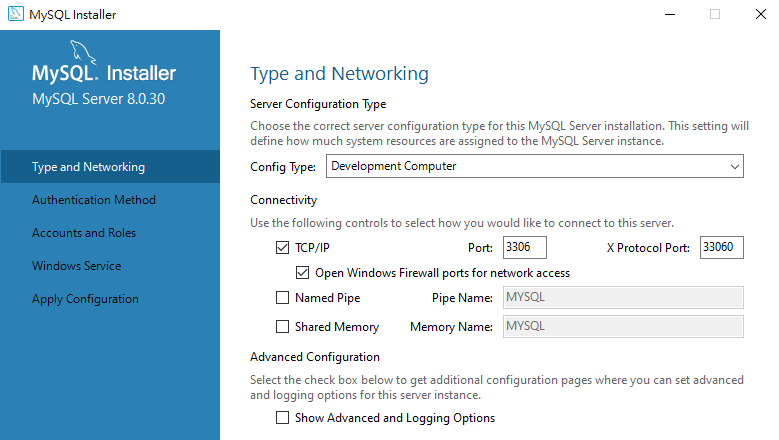 MySQL Installer
MySQL. Installer
MySQL Server 8.0.30
Type and Networking
Authentication Method
Accounts and Roles
Windows Service
Apply Configuration
Type and Networking
Server Configuration Type
Choose the correct server configuration type for this MySQL Server installation. This setting will
define how much system resources are assigned to the MySQL Server instance.
Config Type: Development Computer
Connectivity
Use the following controls to select how you would like to connect to this server.
TCP/IP Port: 3306 X Protocol Port: 33060
Open Windows Firewall ports for network access
Named Pipe Pipe Name: MYSQL
Shared Memory Memory Name: MYSQL
Advanced Configuration
Select the check box below to get additional configuration pages where you can set advanced
and logging options for this server instance.
Show Advanced and Logging Options